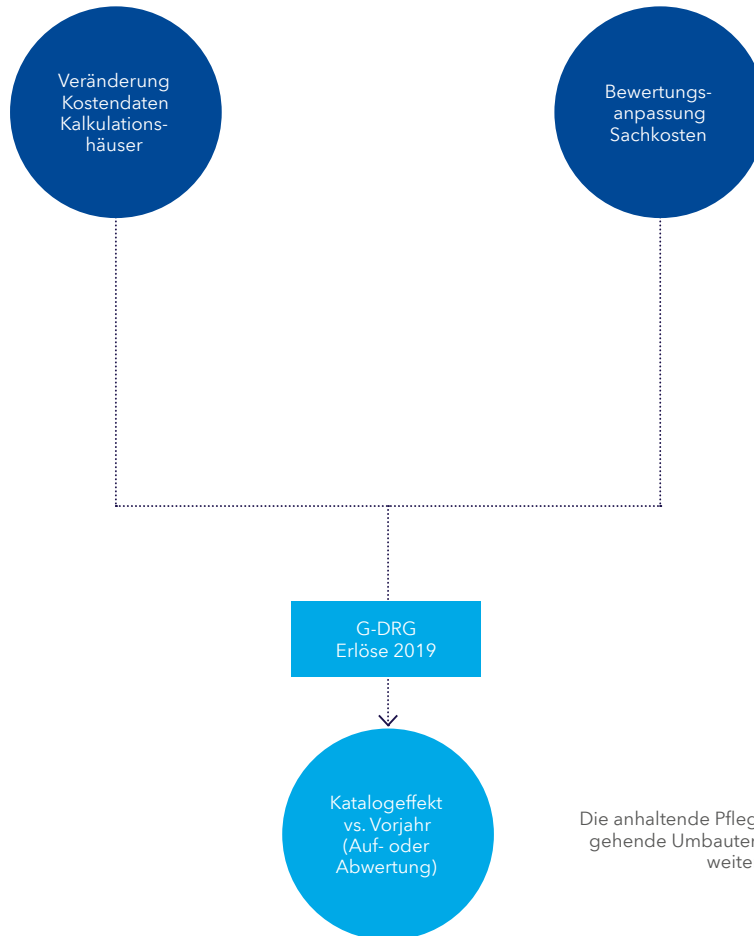 Veränderung
Kostendaten
Kalkulations-
häuser
Bewertungs-
anpassung
Sachkosten
G-DRG
Erlöse 2019
Katalogeffekt
vs. Vorjahr
(Auf- oder
Abwertung)
Die anhaltende
gehende Umbauten